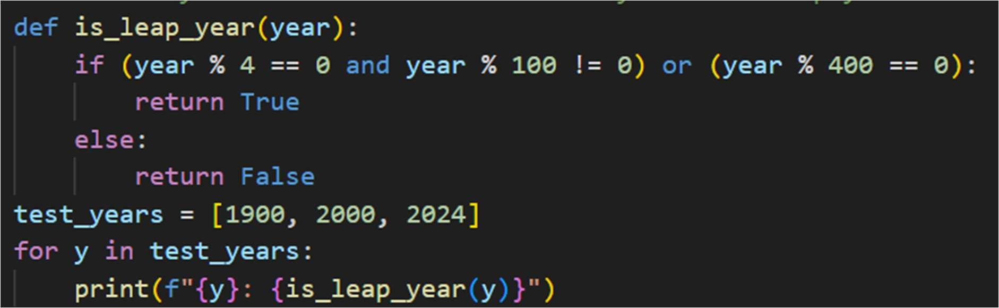 def is_leap_year(year):
    if (year % 4 == 0 and year % 100 != 0) or (year % 400 == 0):
        return True
    else:
        return False
test_years = [1900, 2000, 2024]
for y in test_years:
    print(f"{y}: {is_leap_year(y)}")